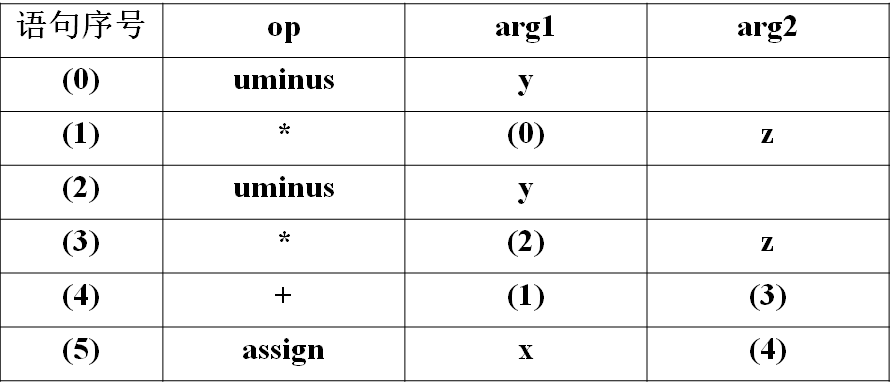 语句序号 op arg1 arg2
(0) uminus y
(1) * (0) z
(2) uminus y
(3) * (2) z
(4) + (1) (3)
(5) assign x (4)